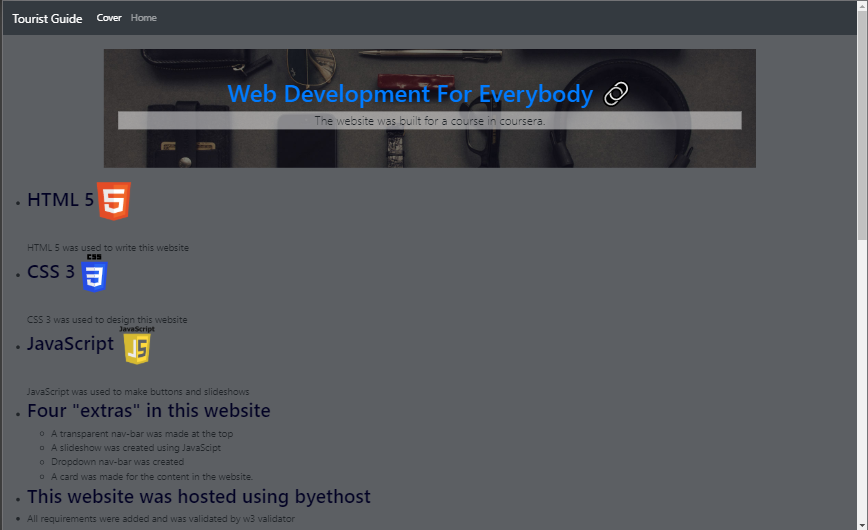 Tourist Guide Cover Home
Web Development For Everybody
The website was built for a course in coursera.
HTML 5
HTML 5 was used to write this website
CSS
CSS 3
CSS 3 was used to design this website
JavaScript
JavaScript
JS
JavaScript was used to make buttons and slideshows
Four "extras" in this website
A transparent nav-bar was made at the top
A slideshow was created using JavaScipt
Dropdown nav-bar was created
A card was made for the content in the website.
This website was hosted using byethost
All requirements were added and was validated by w3 validator